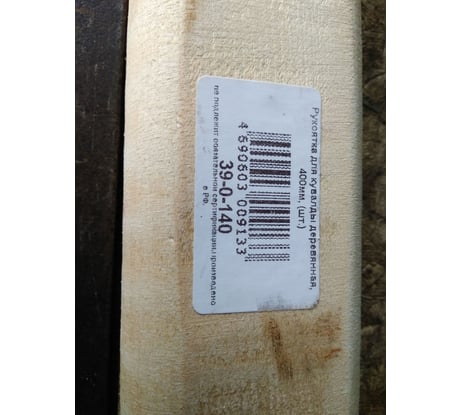 Рукоятка для кувалды деревянная,
400мм. (шт.)
4 690603 009133
39-0-140
не подлежит обязательной сертификации,произведено
в РФ.